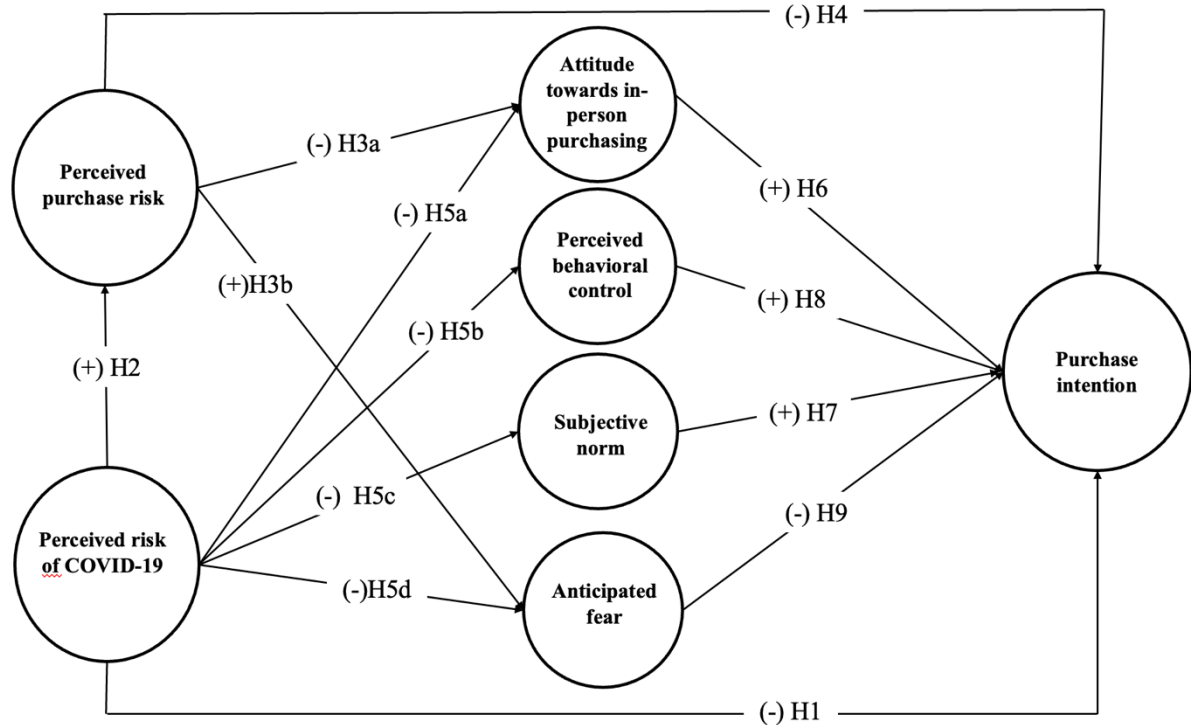 (-) H4
Attitude
towards in-
person
purchasing
Perceived
purchase risk
(-) H3a
(+) H6
(-) H5a
Perceived
behavioral
control
(+)H3b
(+) H8
(-) H5b
(+) H2
Purchase
intention
(+) H7
Subjective
norm
(-) H5c
(-) H9
Perceived risk
of COVID-19
(-)H5d
Anticipated
fear
(-) H1